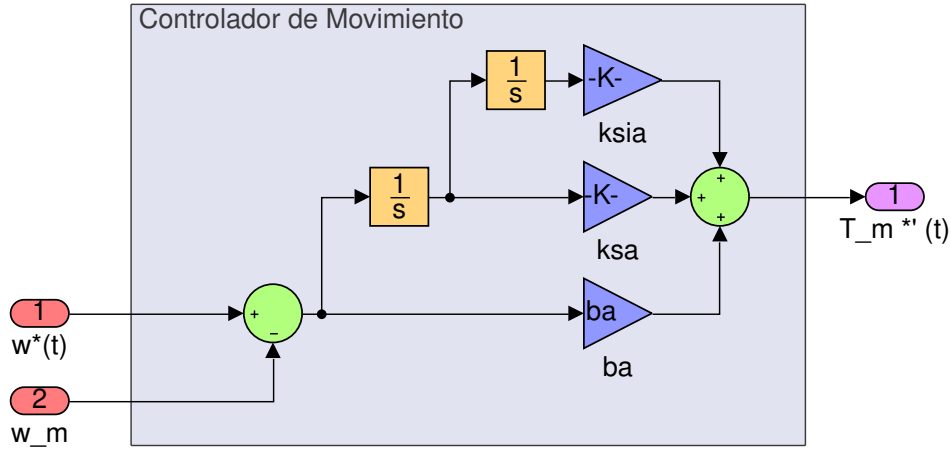 Controlador de Movimiento
1
s
-K-
ksia
1
s
-K-
ksa
+
+
+
1
T_m *' (t)
1
w*(t)
+
−
ba
ba
2
w_m